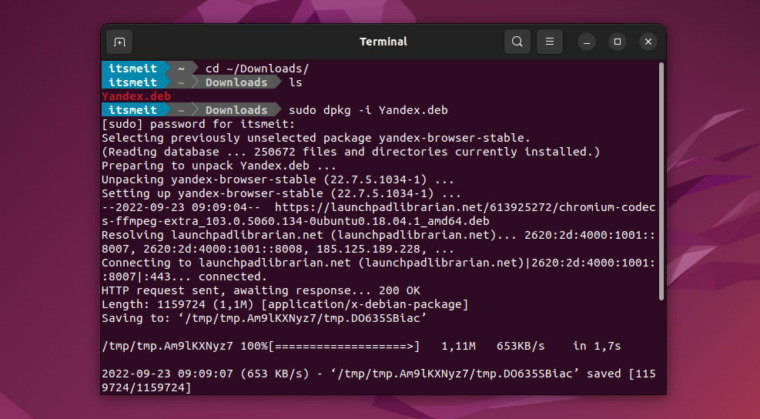 Terminal
itsmeit ~ cd ~/Downloads/
itsmeit ~ Downloads ls
Yandex.deb
itsmeit ~ Downloads sudo dpkg -i Yandex.deb
[sudo] password for itsmeit:
Selecting previously unselected package yandex-browser-stable.
(Reading database ... 250672 files and directories currently installed.)
Preparing to unpack Yandex.deb ...
Unpacking yandex-browser-stable (22.7.5.1034-1) ...
Setting up yandex-browser-stable (22.7.5.1034-1) ...
--2022-09-23 09:09:04--  https://launchpadlibrarian.net/613925272/chromium-codec
s-ffmpeg-extra_103.0.5060.134-0ubuntu0.18.04.1_amd64.deb
Resolving launchpadlibrarian.net (launchpadlibrarian.net)... 2620:2d:4000:1001::
8007, 2620:2d:4000:1001::8008, 185.125.189.228, ...
Connecting to launchpadlibrarian.net (launchpadlibrarian.net)|2620:2d:4000:1001:
:8007|:443... connected.
HTTP request sent, awaiting response... 200 OK
Length: 1159724 (1,1M) [application/x-debian-package]
Saving to: ‘/tmp/tmp.Am9lKXNyz7/tmp.DO635SBiac’
/tmp/tmp.Am9lKXNyz7 100%[===================>]   1,11M   653KB/s    in 1,7s
2022-09-23 09:09:07 (653 KB/s) - ‘/tmp/tmp.Am9lKXNyz7/tmp.DO635SBiac’ saved [115
9724/1159724]